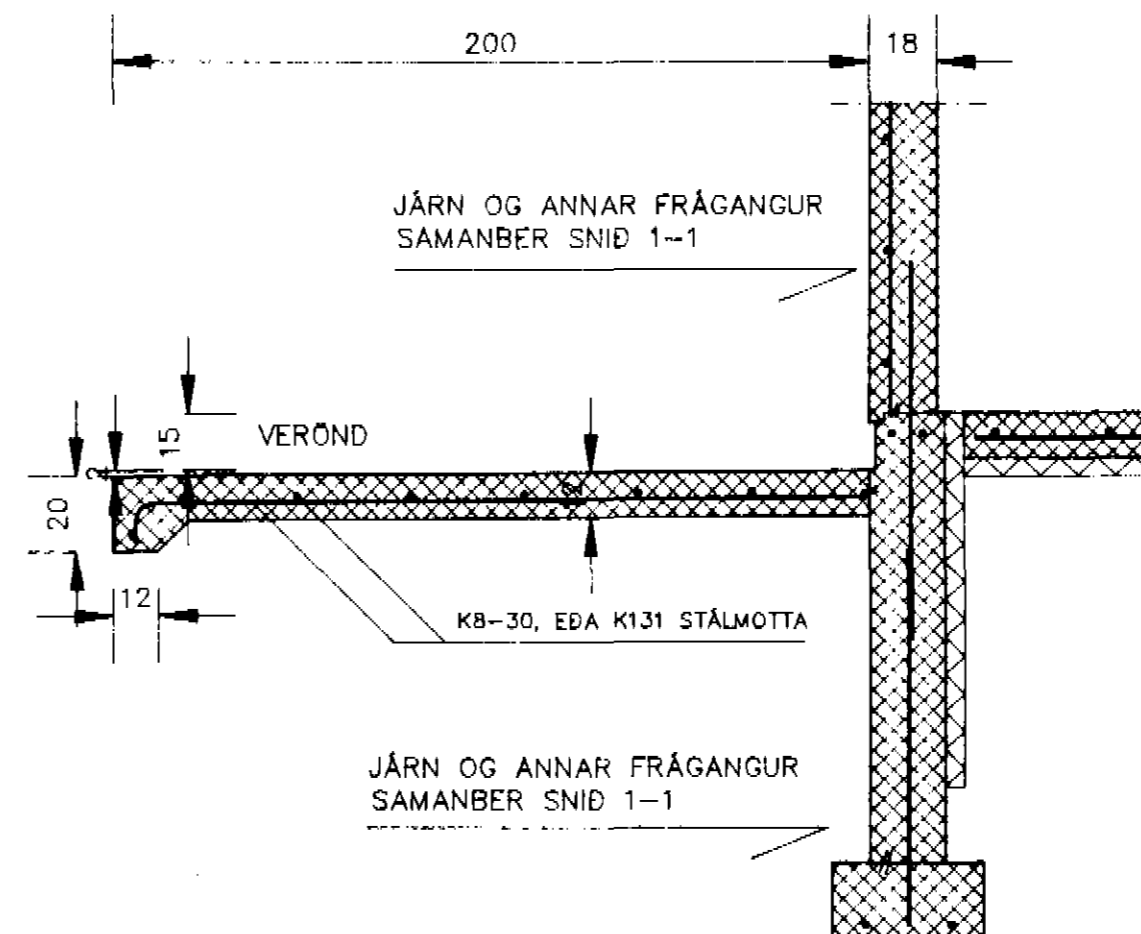 200
18
JÁRN OG ANNAR FRÁGANGUR
SAMANBER SNIÐ 1-1
15
VERÖND
2
20
12
K8-30, EÐA K131 STÁLMOTTA
JÁRN OG ANNAR FRÁGANGUR
SAMANBER SNIÐ 1-1